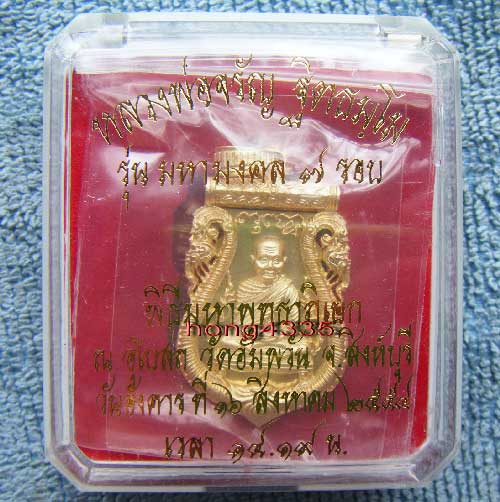 หลวงพ่อจรัญ ฐิตธมฺโม
รุ่น มหามงคล ๗ รอบ
พิธีมหาพุทธาภิเษก
hong4335
ณ อุโบสถ วัดอัมพวัน จ.สิงห์บุรี
วันอังคาร ที่ ๑๖ สิงหาคม ๒๕๕๔
เวลา ๑๙.๑๙ น.